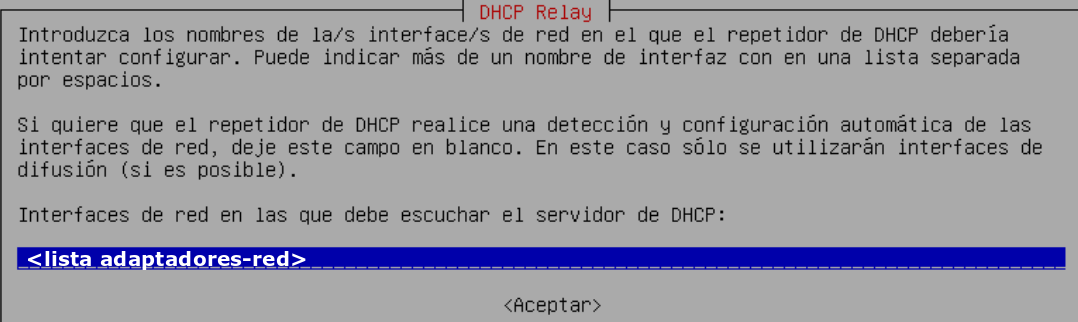 DHCP Relay
Introduzca los nombres de la/s interface/s de red en el que el repetidor de DHCP debería
intentar configurar. Puede indicar más de un nombre de interfaz con en una lista separada
por espacios.
Si quiere que el repetidor de DHCP realice una detección y configuración automática de las
interfaces de red, deje este campo en blanco. En este caso sólo se utilizarán interfaces de
difusión (si es posible).
Interfaces de red en las que debe escuchar el servidor de DHCP:
<lista adaptadores-red>
<Aceptar>